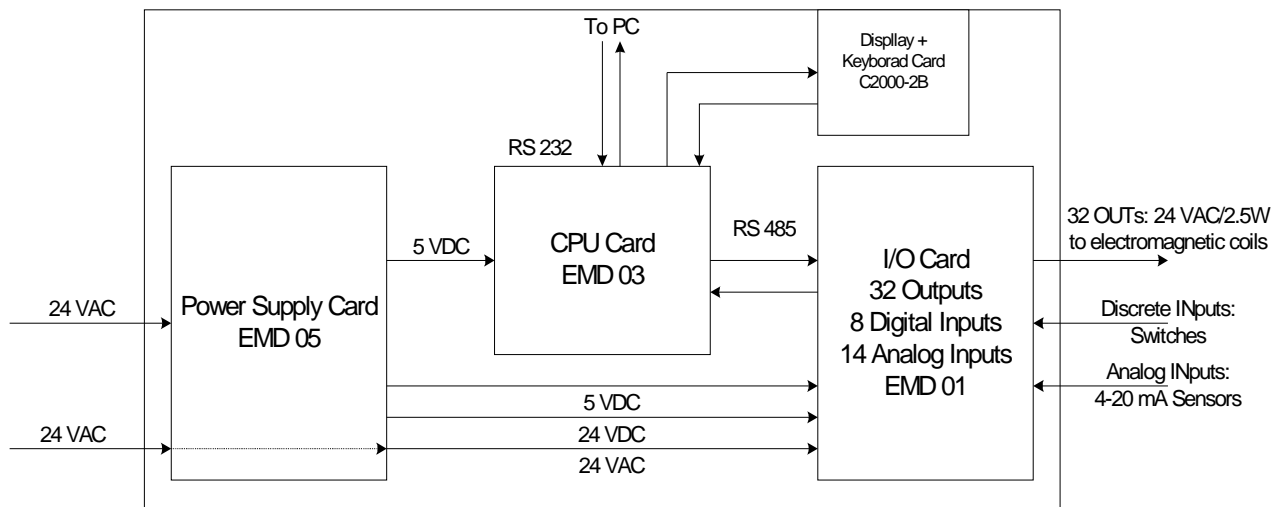 To PC
Displlay +
Keyborad Card
C2000-2B
RS 232
CPU Card
EMD 03
RS 485
5 VDC
I/O Card
32 Outputs
8 Digital Inputs
14 Analog Inputs
EMD 01
32 OUTs: 24 VAC/2.5W
to electromagnetic coils
Power Supply Card
EMD 05
24 VAC
Discrete INputs:
Switches
Analog INputs:
4-20 mA Sensors
5 VDC
24 VAC
24 VDC
24 VAC